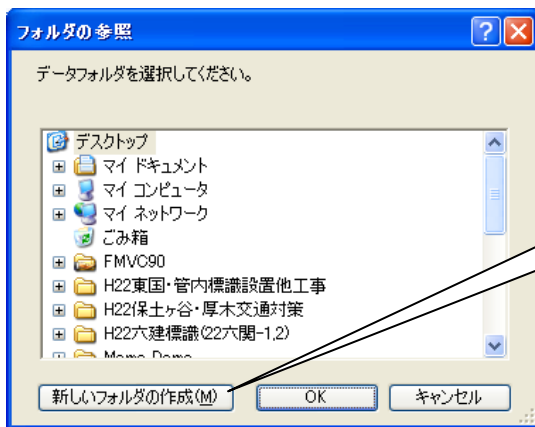 フォルダの参照
データフォルダを選択してください。
デスクトップ
マイ ドキュメント
マイ コンピュータ
マイ ネットワーク
ごみ箱
FMVC90
H22東国・管内標識設置他工事
H22保土ヶ谷・厚木交通対策
H22六建標識(22六関-1,2)
新しいフォルダの作成(M)
OK
キャンセル